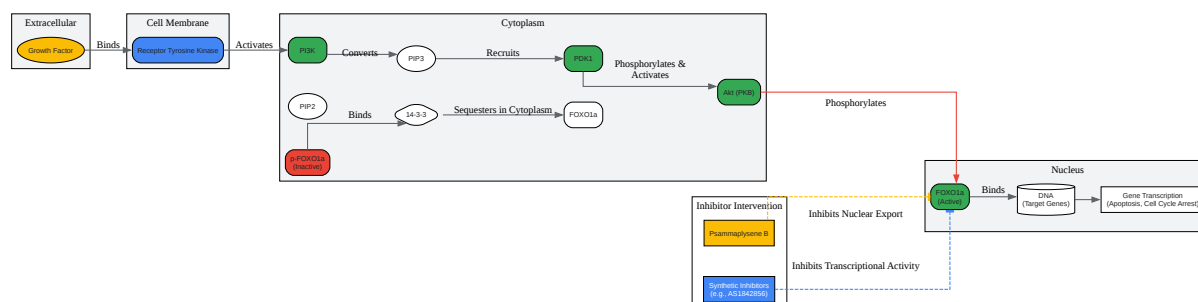 Extracellular
Cell Membrane
Cytoplasm
Growth Factor
Binds
Receptor Tyrosine Kinase
Activates
PI3K
Converts
PIP3
Recruits
PDK1
Phosphorylates &
Activates
Akt (PKB)
Phosphorylates
PIP2
Binds
14-3-3
Sequesters in Cytoplasm
FOXO1a
p-FOXO1a
(Inactive)
Nucleus
FOXO1a
(Active)
Binds
DNA
(Target Genes)
Gene Transcription
(Apoptosis, Cell Cycle Arrest)
Inhibitor Intervention
Inhibits Nuclear Export
Psammaplysene B
Inhibits Transcriptional Activity
Synthetic Inhibitors
(e.g., AS1842856)